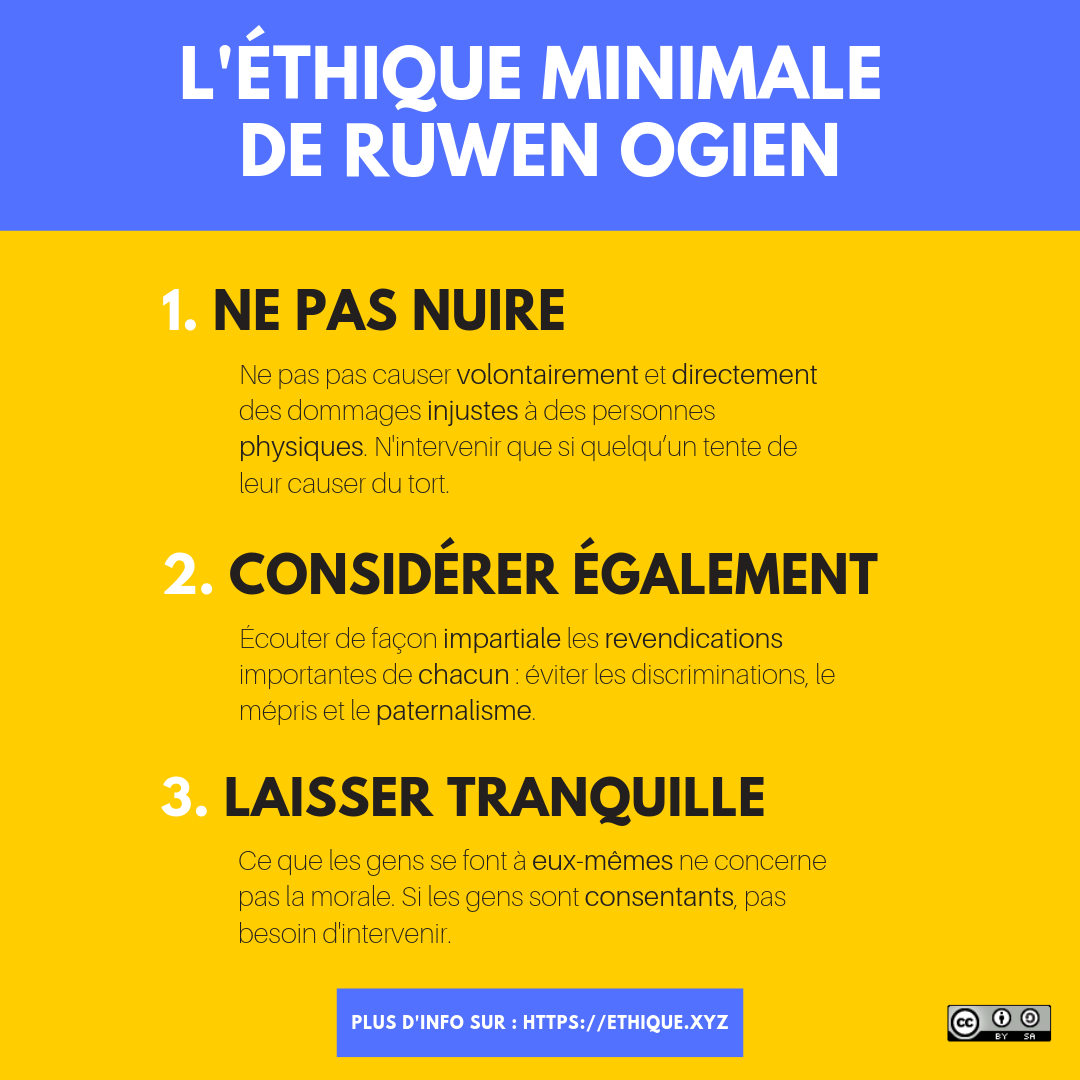 L'ÉTHIQUE MINIMALE
DE RUWEN OGIEN
1. NE PAS NUIRE
Ne pas pas causer volontairement et directement
des dommages injustes à des personnes
physiques. N'intervenir que si quelqu’un tente de
leur causer du tort.
2. CONSIDÉRER ÉGALEMENT
Écouter de façon impartiale les revendications
importantes de chacun : éviter les discriminations, le
mépris et le paternalisme.
3. LAISSER TRANQUILLE
Ce que les gens se font à eux-mêmes ne concerne
pas la morale. Si les gens sont consentants, pas
besoin d'intervenir.
PLUS D'INFO SUR : HTTPS://ETHIQUE.XYZ
cc BY SA